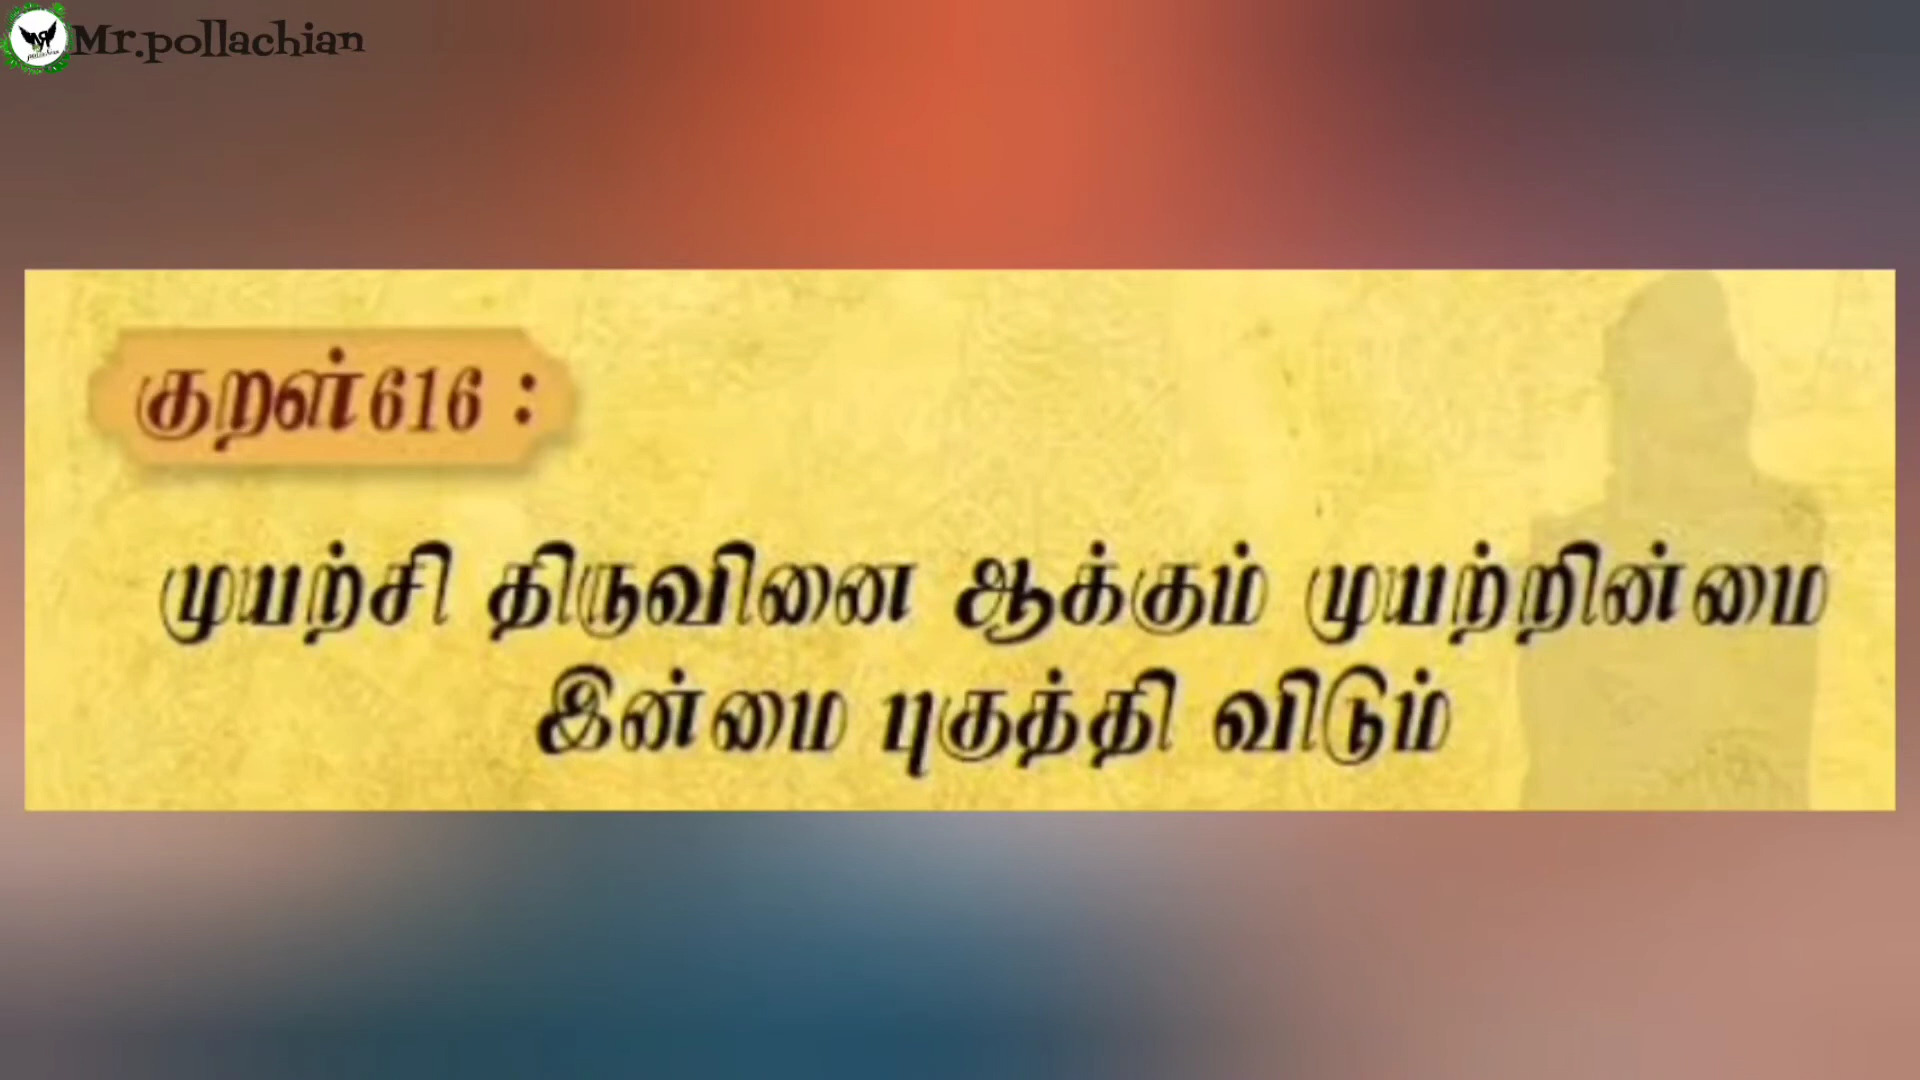 Mr.pollachian
குறள் 616 :
முயற்சி திருவினை ஆக்கும் முயற்றின்மை
இன்மை புகுத்தி விடும்